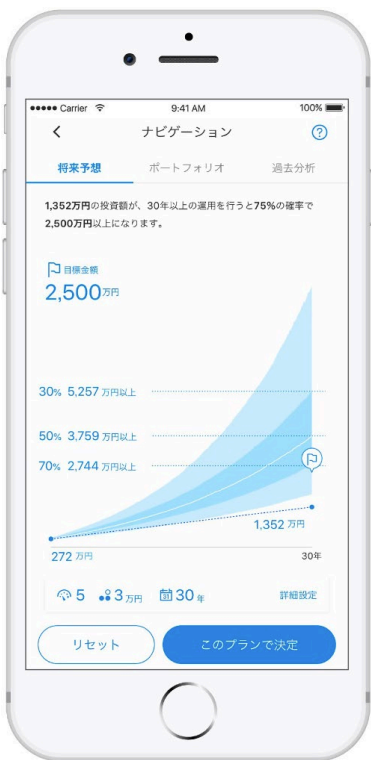 Carrier 9:41 AM 100%
ナビゲーション ?
将来予想 ポートフォリオ 過去分析
1,352万円の投資額が、30年以上の運用を行うと75%の確率で
2,500万円以上になります。
目標金額
2,500万円
30% 5,257 万円以上
50% 3,759 万円以上
70% 2,744 万円以上
1,352 万円
272 万円 30年
5 3万円 31 30年 詳細設定
リセット このプランで決定